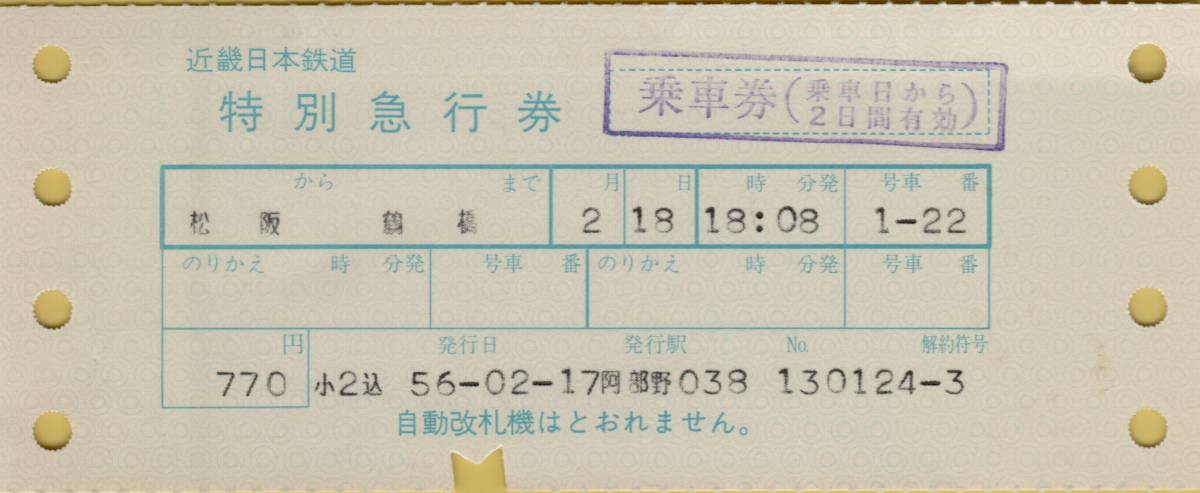 近畿日本鉄道
特別急行券
乗車券(乗車日から2日間有効)
から まで 月 日 時 分発 号車 番
松 阪 鶴 橋 2 18 18:08 1-22
のりかえ 時 分発 号車 番 のりかえ 時 分発 号車 番
円 発行日 発行駅 No. 解約符号
770 小2込 56-02-17阿部野038 130124-3
自動改札機はとおれません。